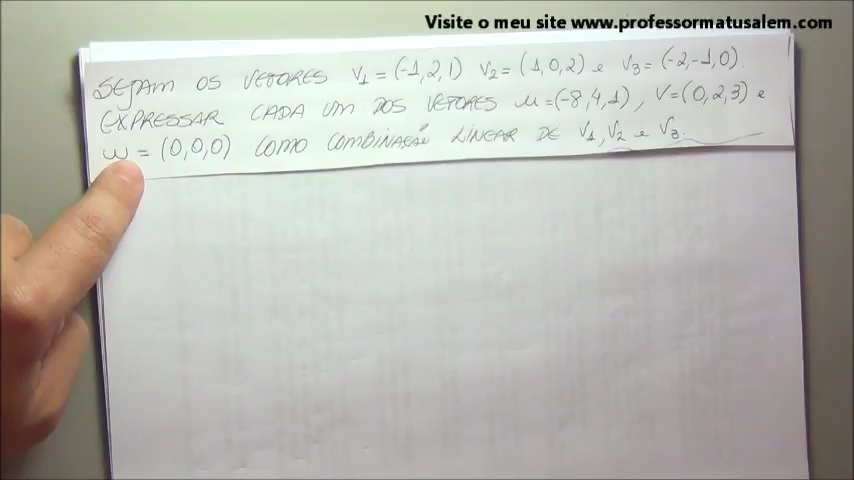 Visite o meu site www.professormatusalem.com
SEJAM OS VETORES V1 = (-1,2,1) V2 = (1,0,2) e V3 = (-2,-1,0).
EXPRESSAR CADA UM DOS VETORES u = (-8,4,1), V = (0,2,3) e
w = (0,0,0) COMO COMBINAÇÃO LINEAR DE V1, V2 e V3.